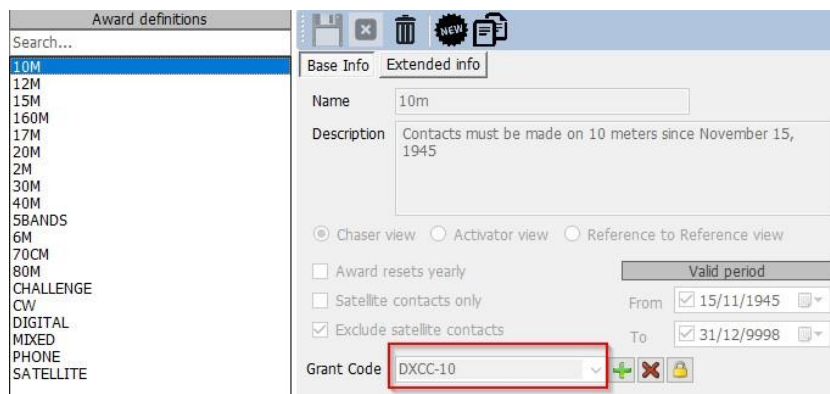 Award definitions
Search...
10M
12M
15M
160M
17M
20M
2M
30M
40M
5BANDS
6M
70CM
80M
CHALLENGE
CW
DIGITAL
MIXED
PHONE
SATELLITE
NEW
Base Info Extended info
Name 10m
Description Contacts must be made on 10 meters since November 15,
1945
Chaser view Activator view Reference to Reference view
Award resets yearly Valid period
Satellite contacts only From 15/11/1945
Exclude satellite contacts To 31/12/9998
Grant Code DXCC-10